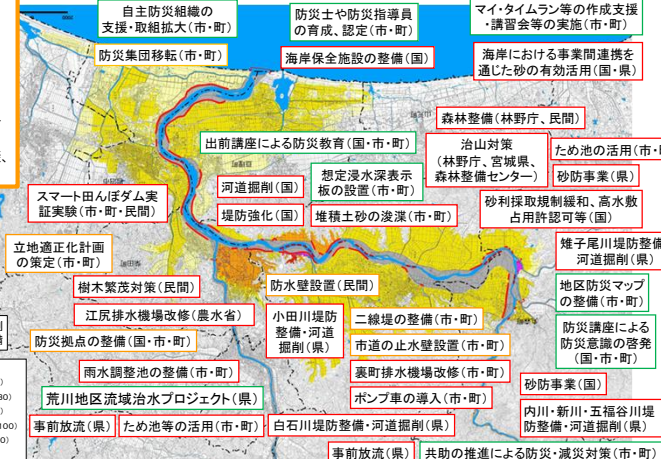 自主防災組織の
支援・取組拡大(市・町)
防災士や防災指導員
の育成、認定(市・町)
マイ・タイムラン等の作成支援
・講習会等の実施(市・町)
防災集団移転(市・町)
海岸保全施設の整備(国)
海岸における事業間連携を
通じた砂の有効活用(国・県)
森林整備(林野庁、民間)
出前講座による防災教育(国・市・町)
治山対策
(林野庁、宮城県、
森林整備センター)
ため池の活用(市・町
砂防事業(県)
想定浸水深表示
板の設置(市・町)
河道掘削(国)
スマート田んぼダム実
証実験(市・町・民間)
堤防強化(国)
堆積土砂の浚渫(市・町)
砂利採取規制緩和、高水敷
占用許認可等(国)
立地適正化計画
の策定(市・町)
雉子尾川堤防整備
河道掘削(県)
樹木繁茂対策(民間)
防水壁設置(民間)
地区防災マップ
の整備(市・町)
江尻排水機場改修(農水省)
小田川堤防
整備・河道
掘削(県)
二線堤の整備(市・町)
防災講座による
防災意識の啓発
(国・市・町)
防災拠点の整備(国・市・町)
市道の止水壁設置(市・町)
雨水調整池の整備(市・町)
裏町排水機場改修(市・町)
砂防事業(国)
荒川地区流域治水プロジェクト(県)
ポンプ車の導入(市・町)
内川・新川・五福谷川堤
防整備・河道掘削(県)
事前放流(県)
ため池等の活用(市・町)
白石川堤防整備・河道掘削(県)
事前放流(県)
共助の推進による防災・減災対策(市・町)